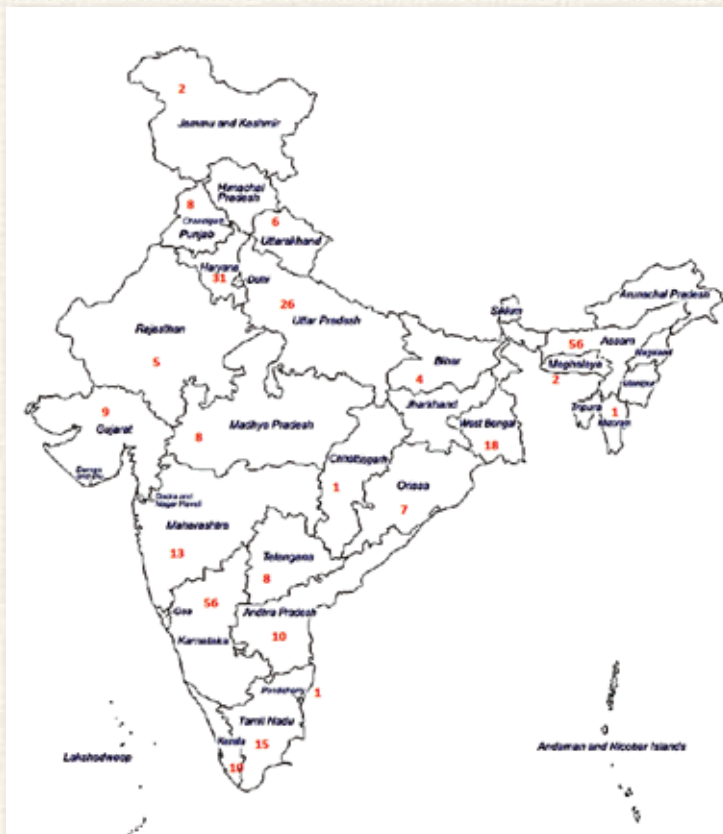 2
Jammu and Kashmir
Himachal
Pradesh
8
Chandigarh
Punjab
6
Uttarakhand
Haryana
31
Delhi
26
Uttar Pradesh
Rajasthan
5
Arunachal Pradesh
Sikkim
56
Assam
Nagaland
Meghalaya
2
Manipur
Bihar
4
Tripura
1
Mizoram
9
Gujarat
8
Madhya Pradesh
Jharkhand
West Bengal
18
Chhattisgarh
1
Orissa
7
Daman
and Diu
Dadra and
Nagar Haveli
Maharashtra
13
Telangana
8
56
Goa
Karnataka
Andhra Pradesh
10
Pondicherry
1
Tamil Nadu
15
Kerala
Lakshadweep
Andaman and Nicobar Islands